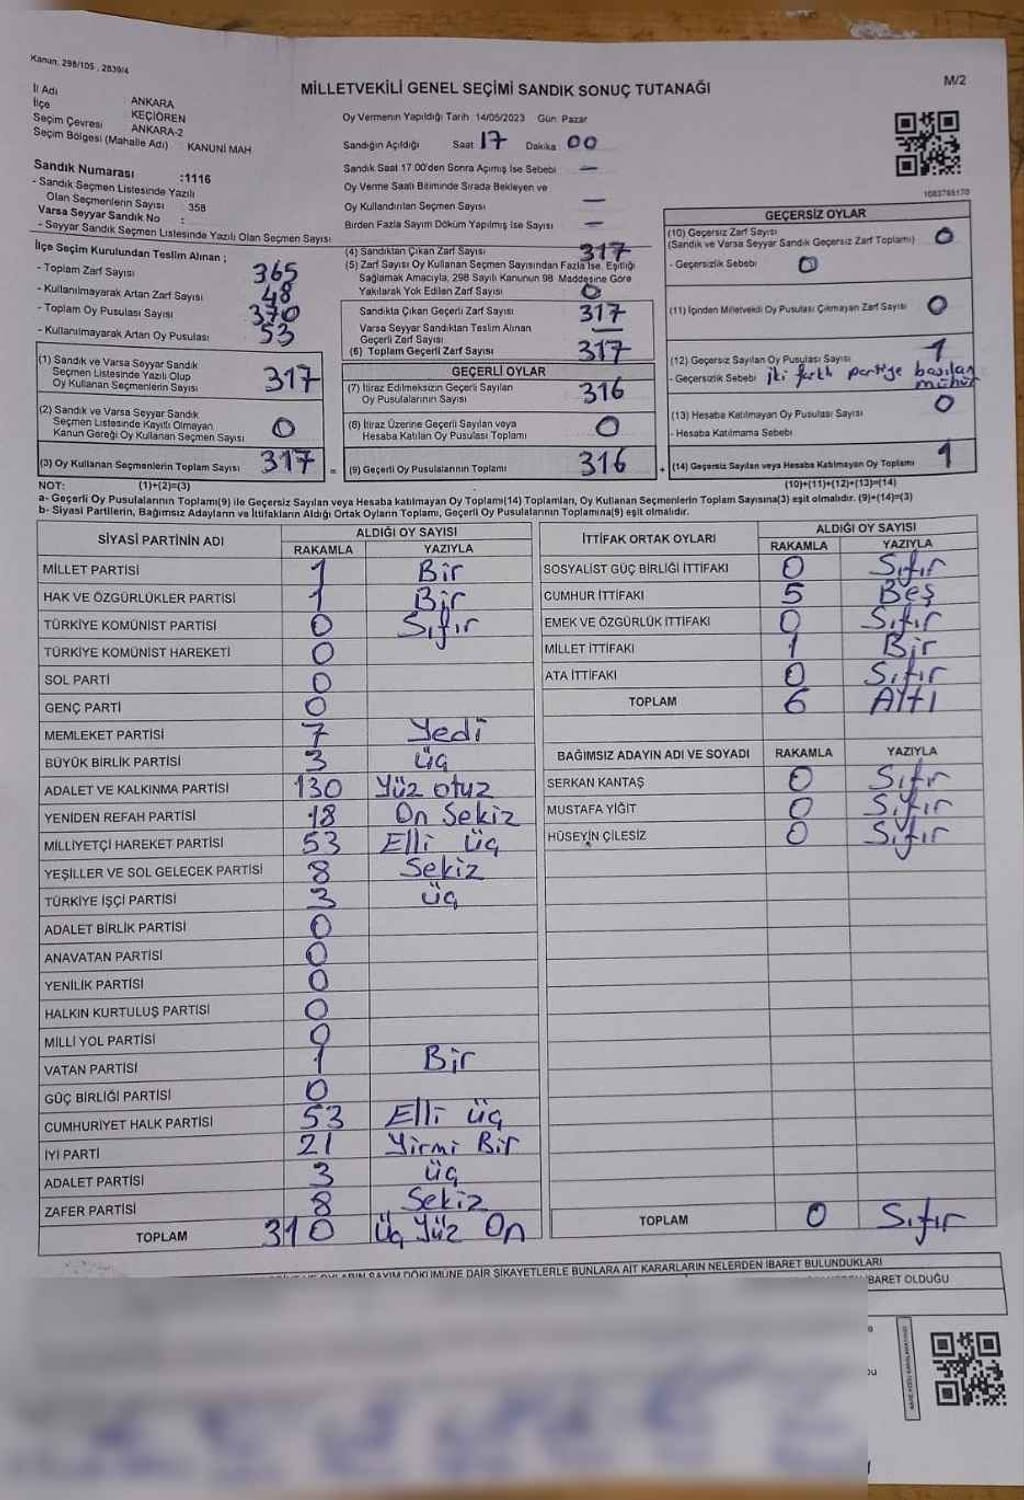 Kanun: 298/105, 2839/4
M/2
MİLLETVEKİLİ GENEL SEÇİMİ SANDIK SONUÇ TUTANAĞI
İl Adı : ANKARA
İlçe KEÇİÖREN
Seçim Çevresi ANKARA-2
Seçim Bölgesi (Mahalle Adı) KANUNİ MAH
Oy Vermenin Yapıldığı Tarih : 14/05/2023 Gün: Pazar
Sandığın Açıldığı Saat 17 Dakika 00
Sandık Saat 17.00'den Sonra Açımış İse Sebebi —
Oy Verme Saati Bitiminde Sırada Bekleyen ve
Oy Kullandırılan Seçmen Sayısı —
Birden Fazla Sayım Döküm Yapılmış İse Sayısı —
Sandık Numarası :1116
- Sandık Seçmen Listesinde Yazılı
Olan Seçmenlerin Sayısı 358
Varsa Seyyar Sandık No :
- Seyyar Sandık Seçmen Listesinde Yazılı Olan Seçmen Sayısı:
İlçe Seçim Kurulundan Teslim Alınan ;
- Toplam Zarf Sayısı 365
- Kullanılmayarak Artan Zarf Sayısı 48
- Toplam Oy Pusulası Sayısı 370
- Kullanılmayarak Artan Oy Pusulası 53
(1) Sandık ve Varsa Seyyar Sandık
Seçmen Listesinde Yazılı Olup
Oy Kullanan Seçmenlerin Sayısı 317
(2) Sandık ve Varsa Seyyar Sandık
Seçmen Listesinde Kayıtlı Olmayan
Kanun Gereği Oy Kullanan Seçmen Sayısı 0
(3) Oy Kullanan Seçmenlerin Toplam Sayısı 317
(4) Sandıktan Çıkan Zarf Sayısı 317
(5) Zarf Sayısı Oy Kullanan Seçmen Sayısından Fazla İse, Eşitliği
Sağlamak Amacıyla, 298 Sayılı Kanunun 98. Maddesine Göre
Yakılarak Yok Edilen Zarf Sayısı 0
Sandıkta Çıkan Geçerli Zarf Sayısı 317
Varsa Seyyar Sandıktan Teslim Alınan
Geçerli Zarf Sayısı —
(6) Toplam Geçerli Zarf Sayısı 317
GEÇERLİ OYLAR
(7) İtiraz Edilmeksizin Geçerli Sayılan
Oy Pusulalarının Sayısı 316
(8) İtiraz Üzerine Geçerli Sayılan veya
Hesaba Katılan Oy Pusulası Toplamı 0
= (9) Geçerli Oy Pusulalarının Toplamı 316
1083785170
GEÇERSİZ OYLAR
(10) Geçersiz Zarf Sayısı
(Sandık ve Varsa Seyyar Sandık Geçersiz Zarf Toplamı) 0
- Geçersizlik Sebebi 0
(11) İçinden Milletvekili Oy Pusulası Çıkmayan Zarf Sayısı 0
(12) Geçersiz Sayılan Oy Pusulası Sayısı 1
- Geçersizlik Sebebi iki farklı partiye basılan
mühür
(13) Hesaba Katılmayan Oy Pusulası Sayısı 0
- Hesaba Katılmama Sebebi
+ (14) Geçersiz Sayılan veya Hesaba Katılmayan Oy Toplamı 1
NOT: (1)+(2)=(3) (10)+(11)+(12)+(13)=(14)
a- Geçerli Oy Pusulalarının Toplamı(9) ile Geçersiz Sayılan veya Hesaba katılmayan Oy Toplamı(14) Toplamları, Oy Kullanan Seçmenlerin Toplam Sayısına(3) eşit olmalıdır. (9)+(14)=(3)
b- Siyasi Partilerin, Bağımsız Adayların ve İttifakların Aldığı Ortak Oyların Toplamı, Geçerli Oy Pusulalarının Toplamına(9) eşit olmalıdır.
SİYASİ PARTİNİN ADI ALDIĞI OY SAYISI
RAKAMLA YAZIYLA
MİLLET PARTİSİ 1 Bir
HAK VE ÖZGÜRLÜKLER PARTİSİ 1 Bir
TÜRKİYE KOMÜNİST PARTİSİ 0 Sıfır
TÜRKİYE KOMÜNİST HAREKETİ 0
SOL PARTİ 0
GENÇ PARTİ 0
MEMLEKET PARTİSİ 7 Yedi
BÜYÜK BİRLİK PARTİSİ 3 üç
ADALET VE KALKINMA PARTİSİ 130 Yüz otuz
YENİDEN REFAH PARTİSİ 18 On Sekiz
MİLLİYETÇİ HAREKET PARTİSİ 53 Elli üç
YEŞİLLER VE SOL GELECEK PARTİSİ 8 Sekiz
TÜRKİYE İŞÇİ PARTİSİ 3 üç
ADALET BİRLİK PARTİSİ 0
ANAVATAN PARTİSİ 0
YENİLİK PARTİSİ 0
HALKIN KURTULUŞ PARTİSİ 0
MİLLİ YOL PARTİSİ 0
VATAN PARTİSİ 1 Bir
GÜÇ BİRLİĞİ PARTİSİ 0
CUMHURİYET HALK PARTİSİ 53 Elli üç
İYİ PARTİ 21 Yirmi Bir
ADALET PARTİSİ 3 üç
ZAFER PARTİSİ 8 Sekiz
TOPLAM 310 Üç Yüz On
İTTİFAK ORTAK OYLARI ALDIĞI OY SAYISI
RAKAMLA YAZIYLA
SOSYALİST GÜÇ BİRLİĞİ İTTİFAKI 0 Sıfır
CUMHUR İTTİFAKI 5 Beş
EMEK VE ÖZGÜRLÜK İTTİFAKI 0 Sıfır
MİLLET İTTİFAKI 1 Bir
ATA İTTİFAKI 0 Sıfır
TOPLAM 6 Altı
BAĞIMSIZ ADAYIN ADI VE SOYADI RAKAMLA YAZIYLA
SERKAN KANTAŞ 0 Sıfır
MUSTAFA YİĞİT 0 Sıfır
HÜSEYİN ÇİLESİZ 0 Sıfır
TOPLAM 0 Sıfır
SAYIM DÖKÜMÜNE DAİR ŞİKAYETLERLE BUNLARA AİT KARARLARIN NELERDEN İBARET BULUNDUKLARI
İBARET OLDUĞU